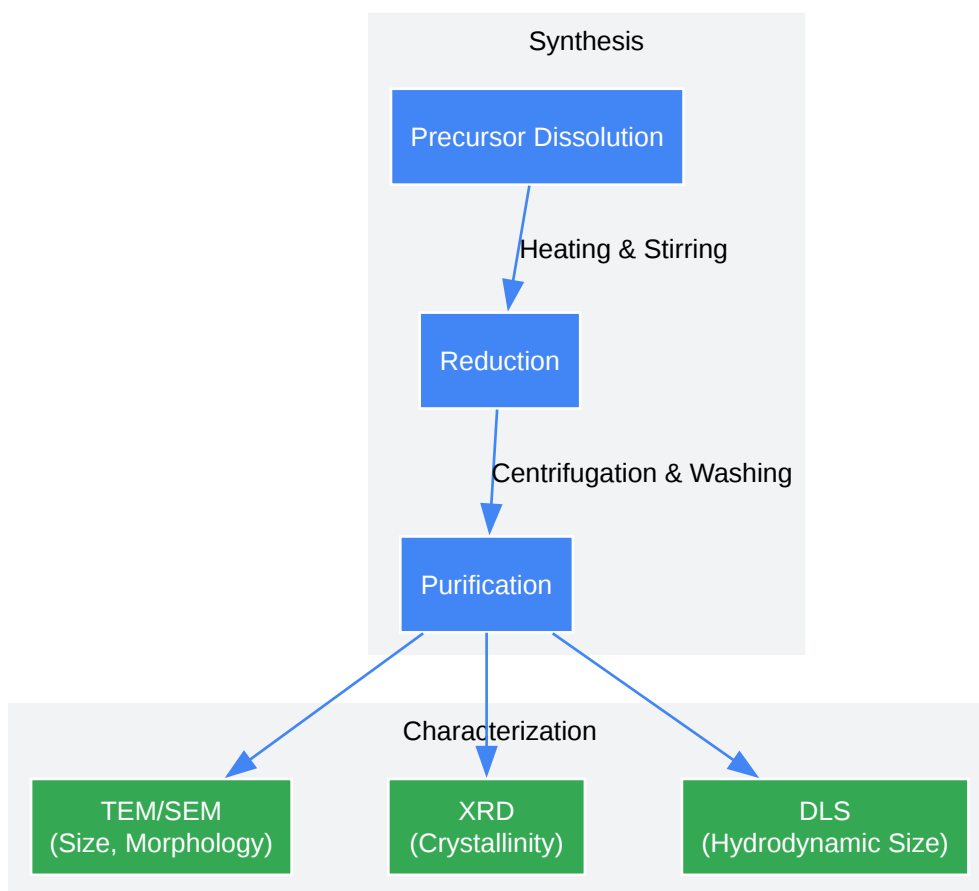 Synthesis
Precursor Dissolution
Heating & Stirring
Reduction
Centrifugation & Washing
Purification
Characterization
TEM/SEM
(Size, Morphology)
XRD
(Crystallinity)
DLS
(Hydrodynamic Size)